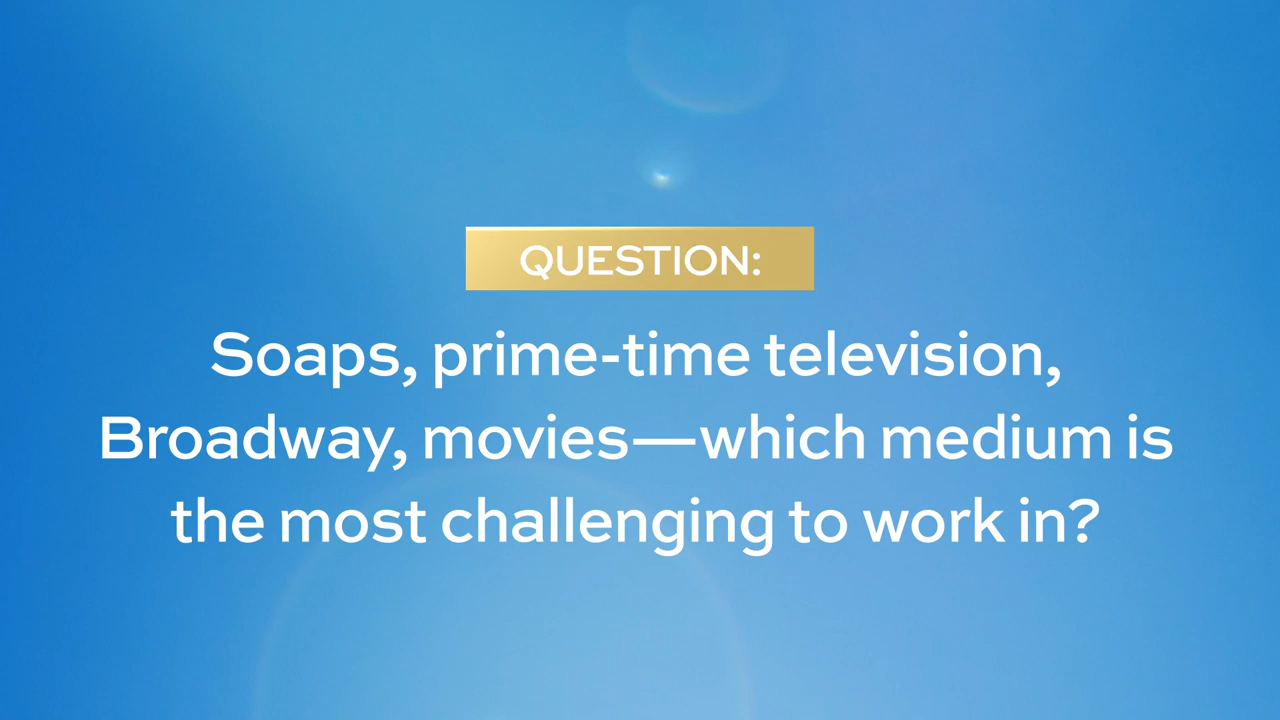 QUESTION:
Soaps, prime-time television,
Broadway, movies—which medium is
the most challenging to work in?